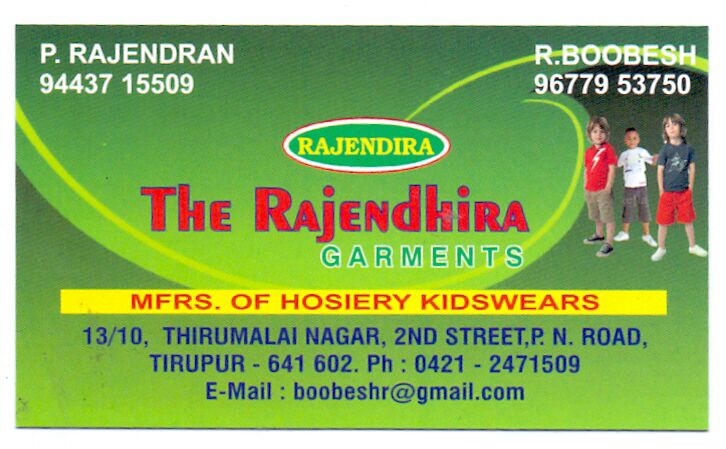 P. RAJENDRAN
94437 15509
R.BOOBESH
96779 53750
RAJENDIRA
The Rajendhira
GARMENTS
MFRS. OF HOSIERY KIDSWEARS
13/10, THIRUMALAI NAGAR, 2ND STREET,P. N. ROAD,
TIRUPUR - 641 602. Ph : 0421 - 2471509
E-Mail : boobeshr@gmail.com